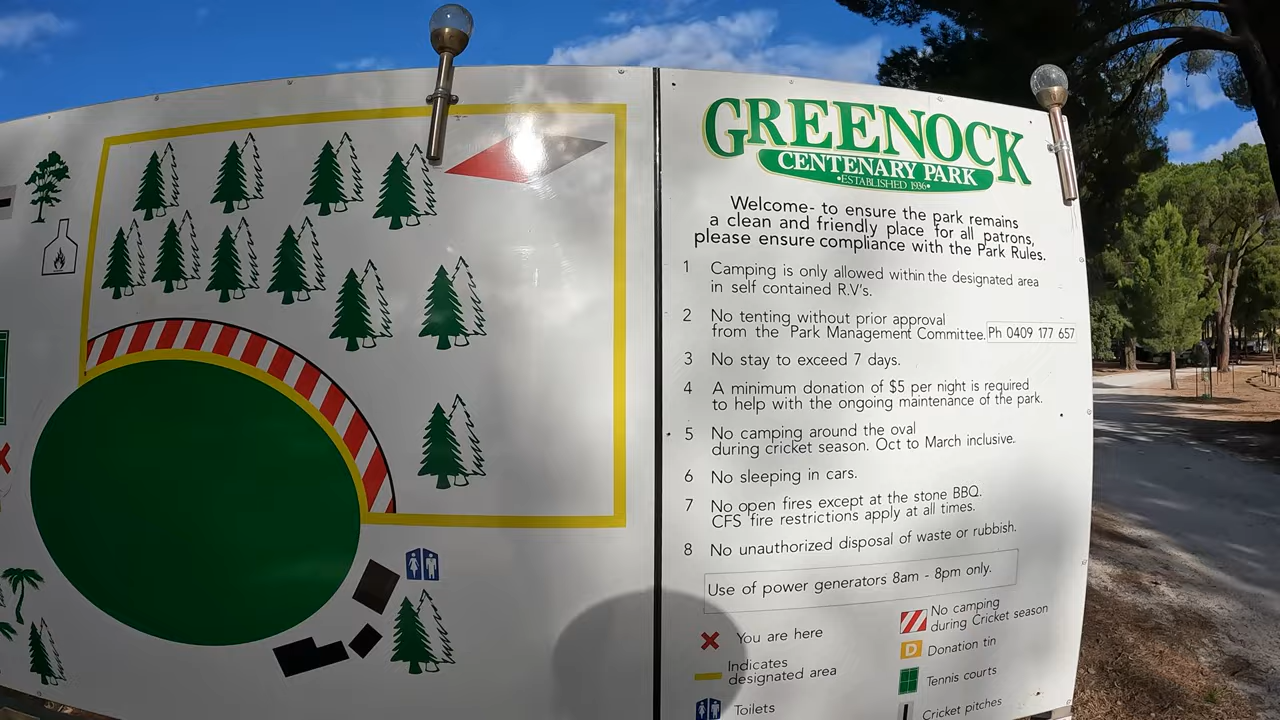 GREENOCK
CENTENARY PARK
•ESTABLISHED 1936•
Welcome- to ensure the park remains
a clean and friendly place for all patrons,
please ensure compliance with the Park Rules.
1 Camping is only allowed within the designated area
in self contained R.V's.
2 No tenting without prior approval
from the Park Management Committee. Ph 0409 177 657
3 No stay to exceed 7 days.
4 A minimum donation of $5 per night is required
to help with the ongoing maintenance of the park.
5 No camping around the oval
during cricket season. Oct to March inclusive.
6 No sleeping in cars.
7 No open fires except at the stone BBQ.
CFS fire restrictions apply at all times.
8 No unauthorized disposal of waste or rubbish.
Use of power generators 8am - 8pm only.
You are here
Indicates
designated area
Toilets
No camping
during Cricket season
D Donation tin
Tennis courts
Cricket pitches